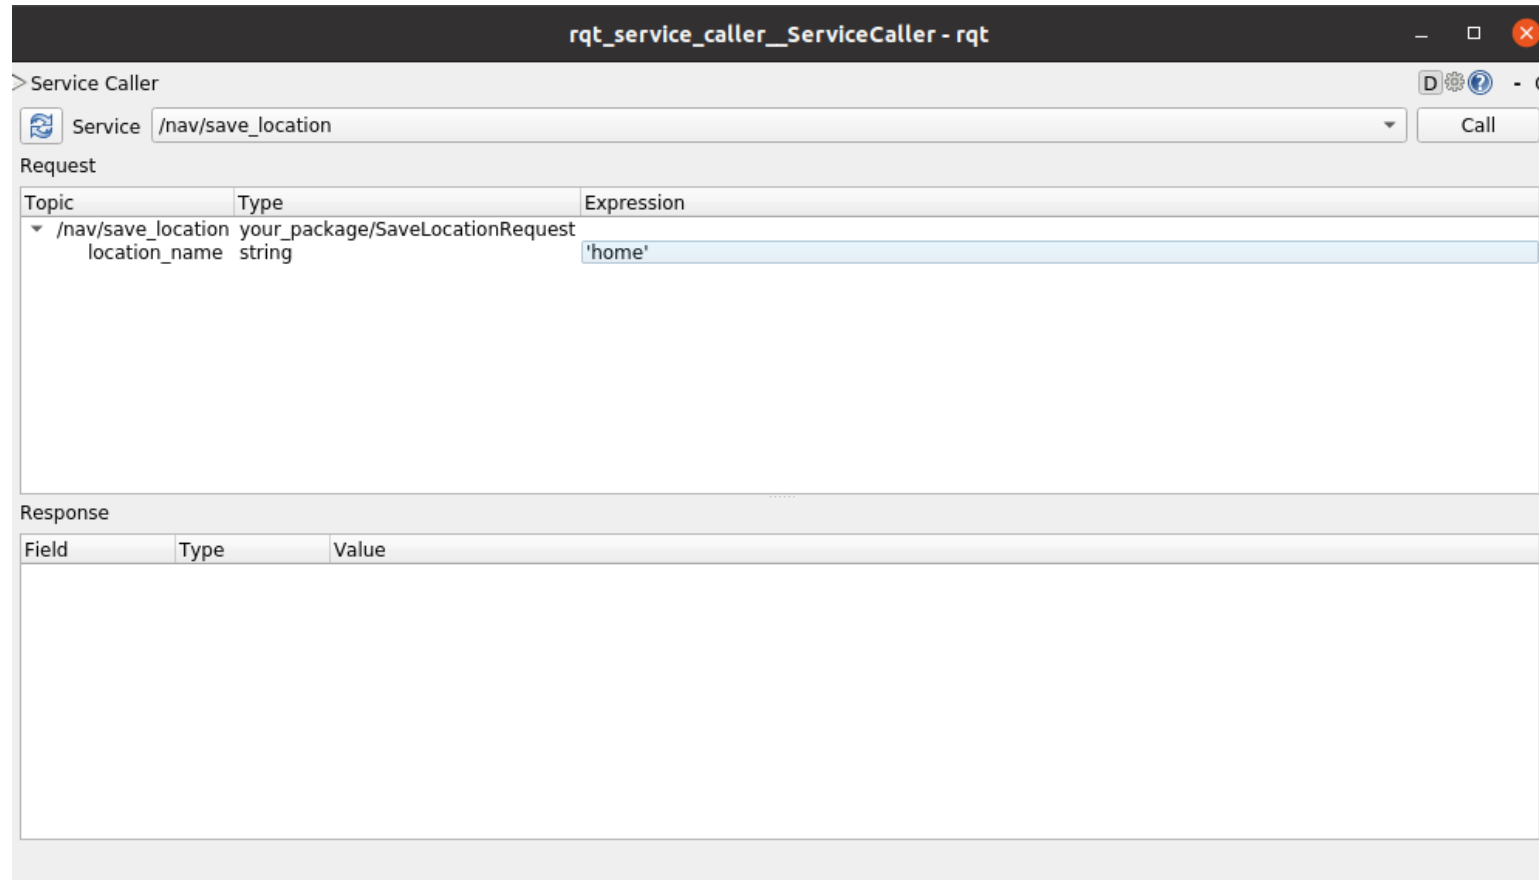 rqt_service_caller__ServiceCaller - rqt
Service Caller D ? -
Service /nav/save_location Call
Request
Topic Type Expression
/nav/save_location your_package/SaveLocationRequest
location_name string 'home'
Response
Field Type Value